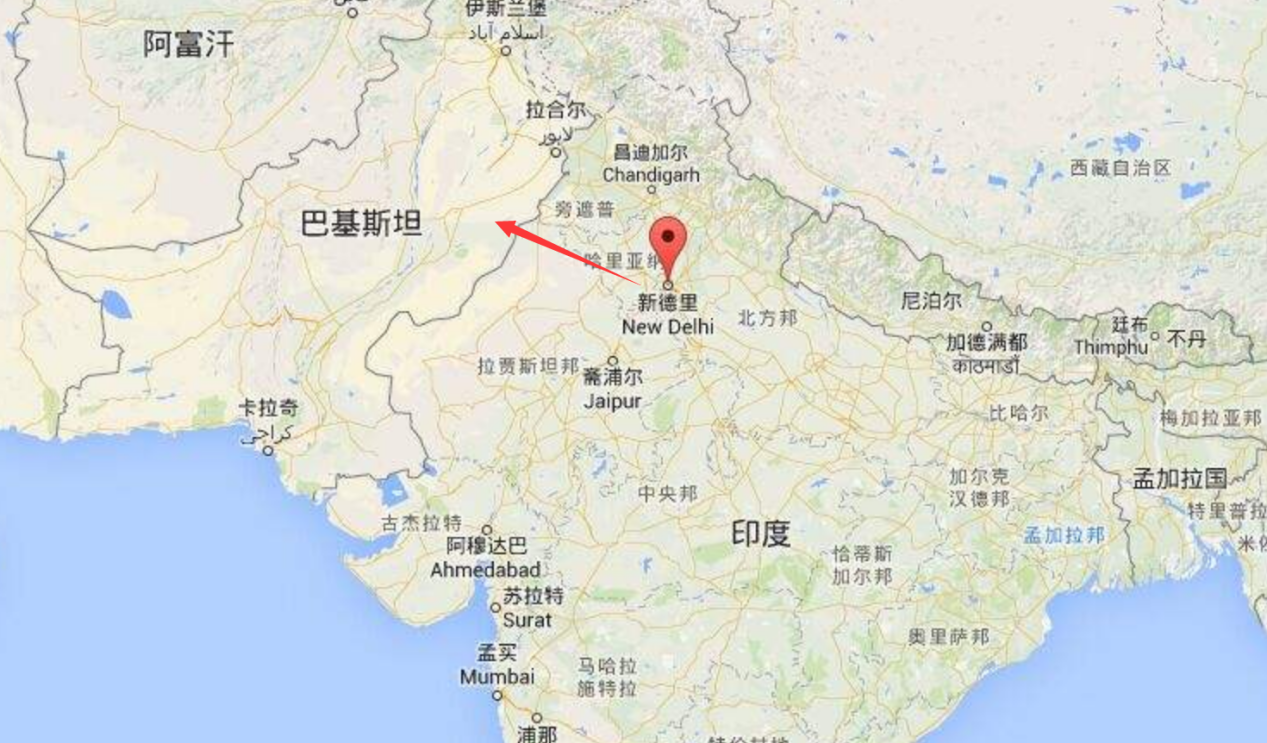 伊斯兰堡
اسلام آباد
阿富汗
拉合尔
لاہور
昌迪加尔
Chandigarh
西藏自治区
旁遮普
巴基斯坦
哈里亚纳
新德里
New Delhi
北方邦
尼泊尔
加德满都
काठमाडौँ
廷布
Thimphu
不丹
拉贾斯坦邦
斋浦尔
Jaipur
卡拉奇
کراچی
比哈尔
梅加拉亚邦
加尔克
汉德邦
孟加拉国
中央邦
古杰拉特
特里普拉
印度
孟加拉邦
阿穆达巴
Ahmedabad
恰蒂斯
加尔邦
苏拉特
Surat
奥里萨邦
孟买
Mumbai
马哈拉
施特拉
浦那